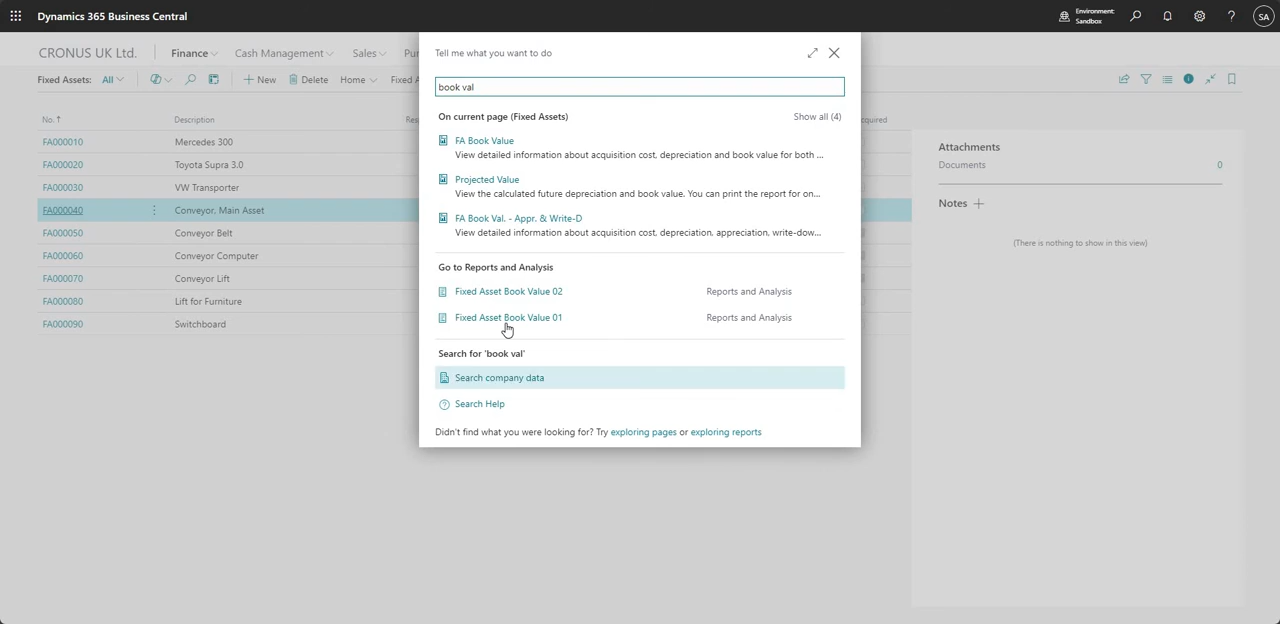 Dynamics 365 Business Central
Environment:
Sandbox
?
SA
CRONUS UK Ltd.
Finance
Cash Management
Sales
Fixed Assets: All
+ New
Delete
Home
No. ↑
Description
FA000010 Mercedes 300
FA000020 Toyota Supra 3.0
FA000030 VW Transporter
FA000040 Conveyor, Main Asset
FA000050 Conveyor Belt
FA000060 Conveyor Computer
FA000070 Conveyor Lift
FA000080 Lift for Furniture
FA000090 Switchboard
Tell me what you want to do
book val
On current page (Fixed Assets) Show all (4)
FA Book Value
View detailed information about acquisition cost, depreciation and book value for both ...
Projected Value
View the calculated future depreciation and book value. You can print the report for on...
FA Book Val. - Appr. & Write-D
View detailed information about acquisition cost, depreciation, appreciation, write-dow...
Go to Reports and Analysis
Fixed Asset Book Value 02 Reports and Analysis
Fixed Asset Book Value 01 Reports and Analysis
Search for 'book val'
Search company data
Search Help
Didn't find what you were looking for? Try exploring pages or exploring reports
Attachments
Documents 0
Notes +
(There is nothing to show in this view)